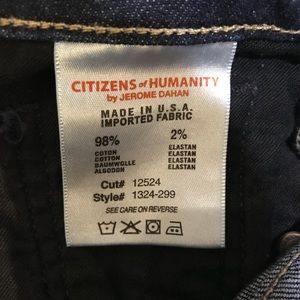 CITIZENS of HUMANITY
by JEROME DAHAN
MADE IN U.S.A.
IMPORTED FABRIC
98% 2%
COTON ELASTAN
COTTON ELASTAN
BAUMWOLLE ELASTAN
ALGODON ELASTAN
Cut# 12524
Style# 1324-299
SEE CARE ON REVERSE